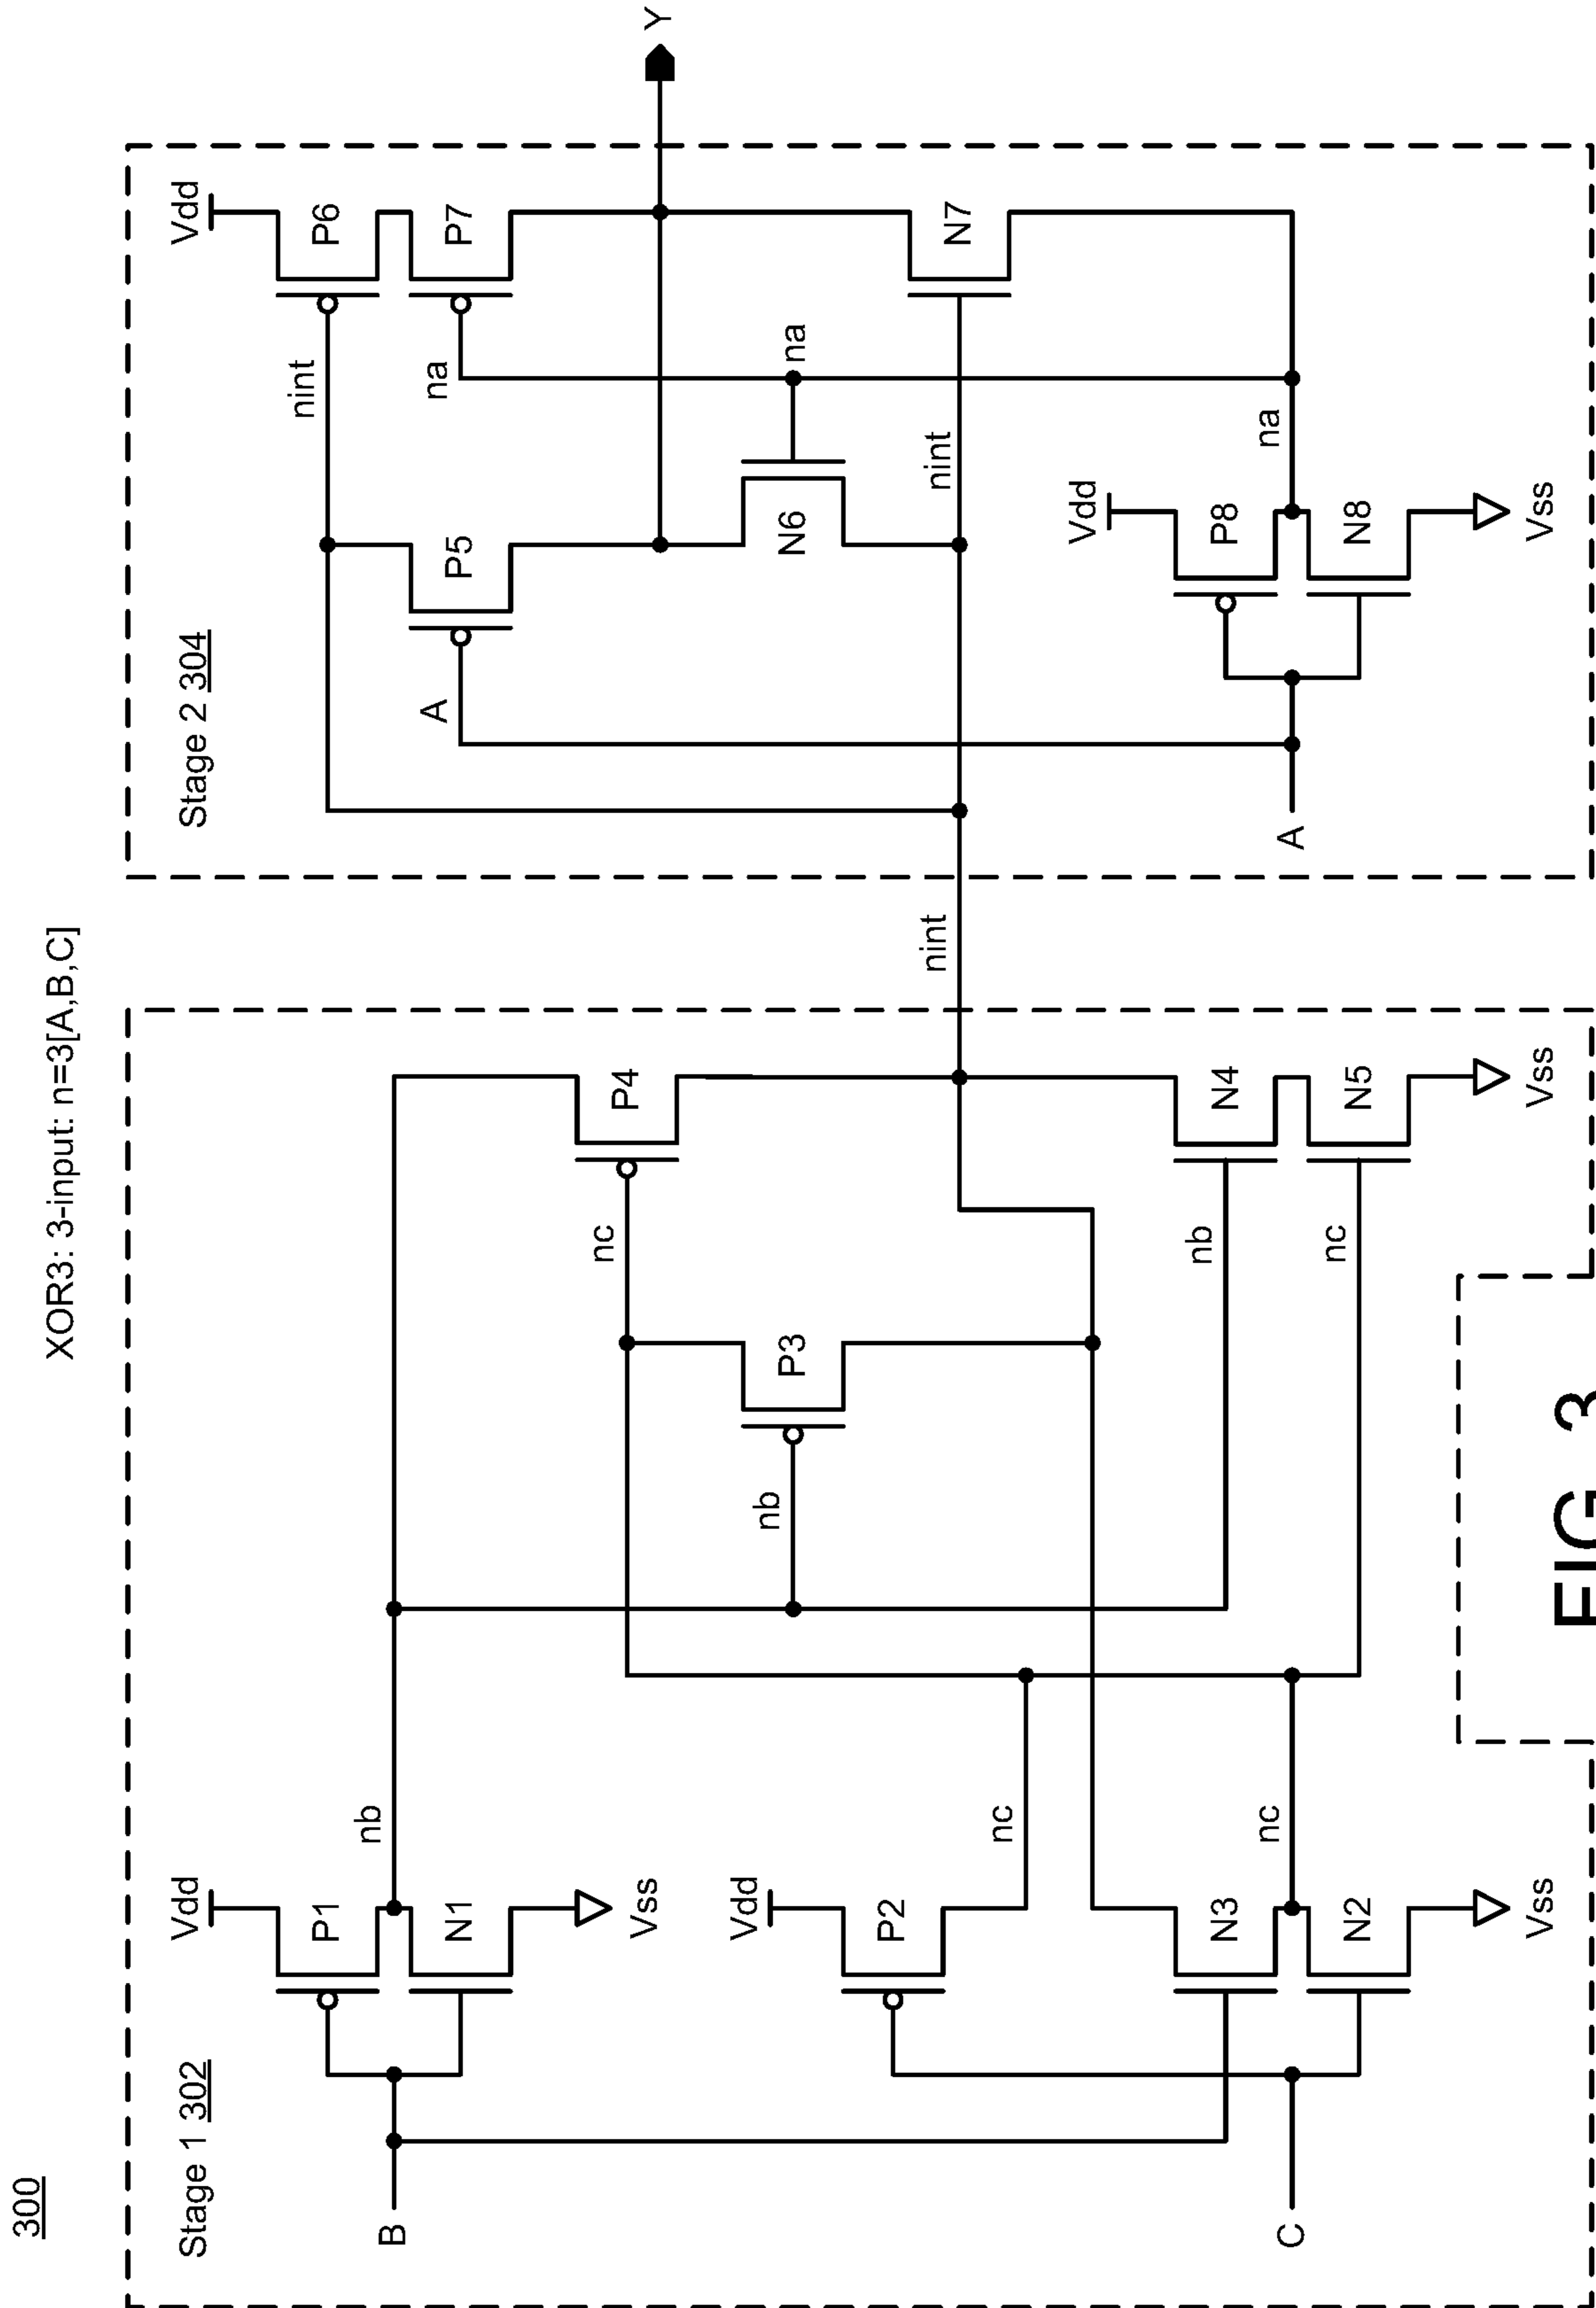 300
XOR3: 3-input: n=3[A,B,C]
Stage 1 302
Vdd
P1
N1
Vss
B
nb
Vdd
P2
nc
N3
N2
nc
Vss
C
nb
P3
nc
P4
nb
nc
N4
N5
Vss
nint
Stage 2 304
A
P5
nint
Vdd
P6
P7
na
N6
na
nint
N7
Y
A
Vdd
P8
N8
Vss
na
FIG. 3